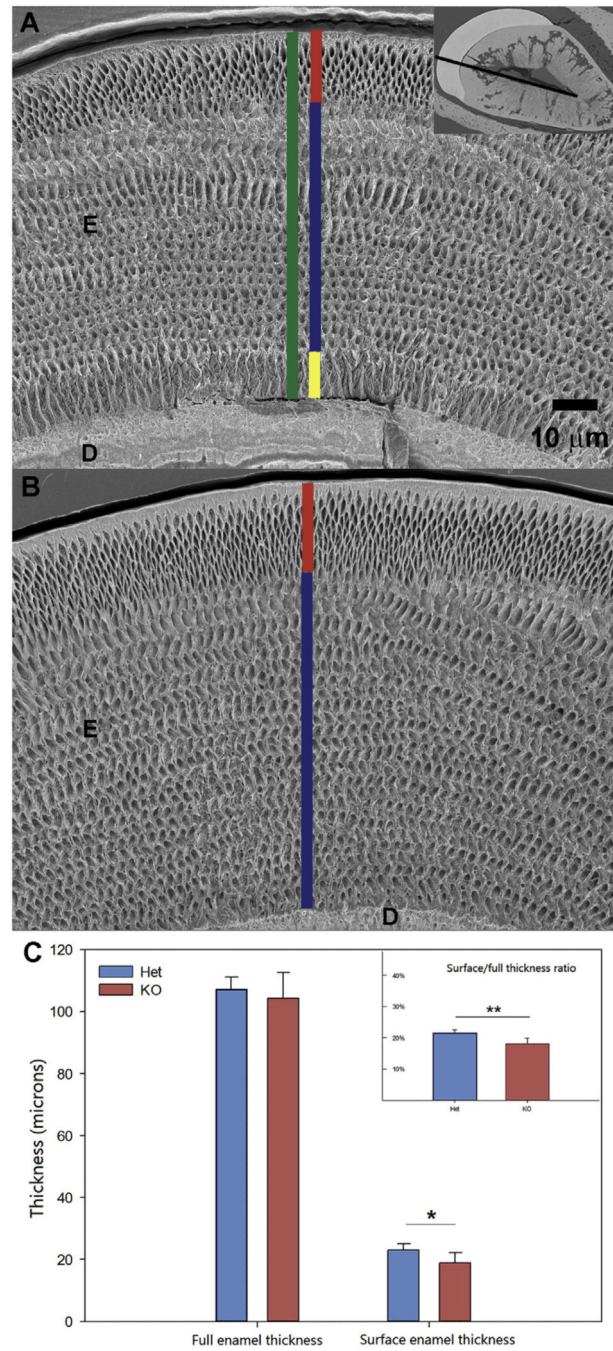 A
E
D
10 µm
B
E
D
C
120
100
80
60
40
20
0
Thickness (microns)
Het
KO
Surface/full thickness ratio
40%
30%
20%
10%
**
Het
KO
*
Full enamel thickness
Surface enamel thickness